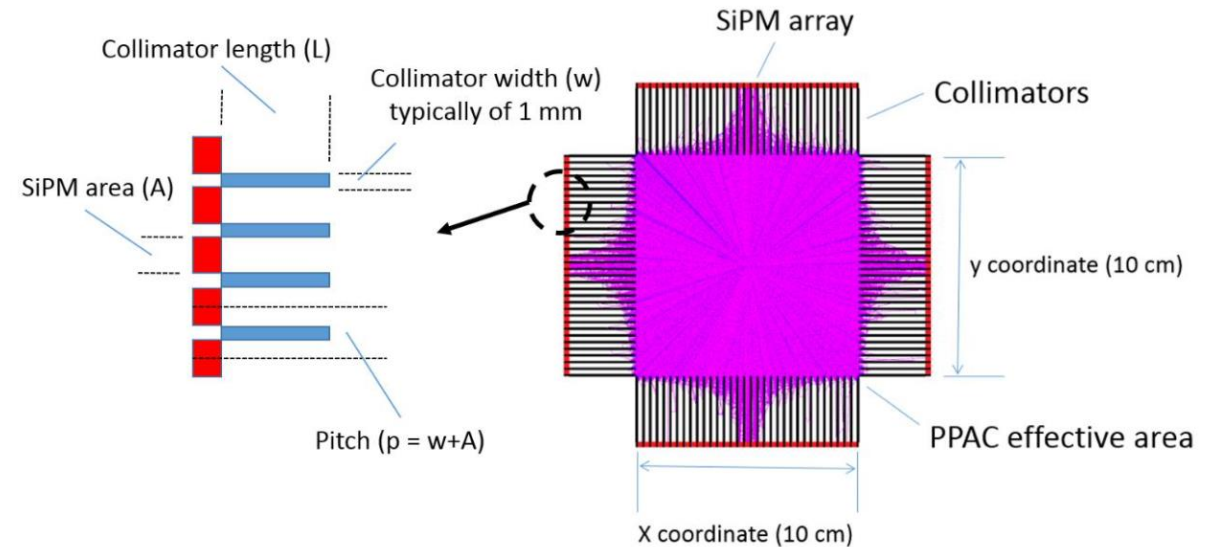 SiPM array
Collimator length (L)
Collimator width (w)
typically of 1 mm
Collimators
SiPM area (A)
y coordinate (10 cm)
Pitch (p = w+A)
PPAC effective area
X coordinate (10 cm)